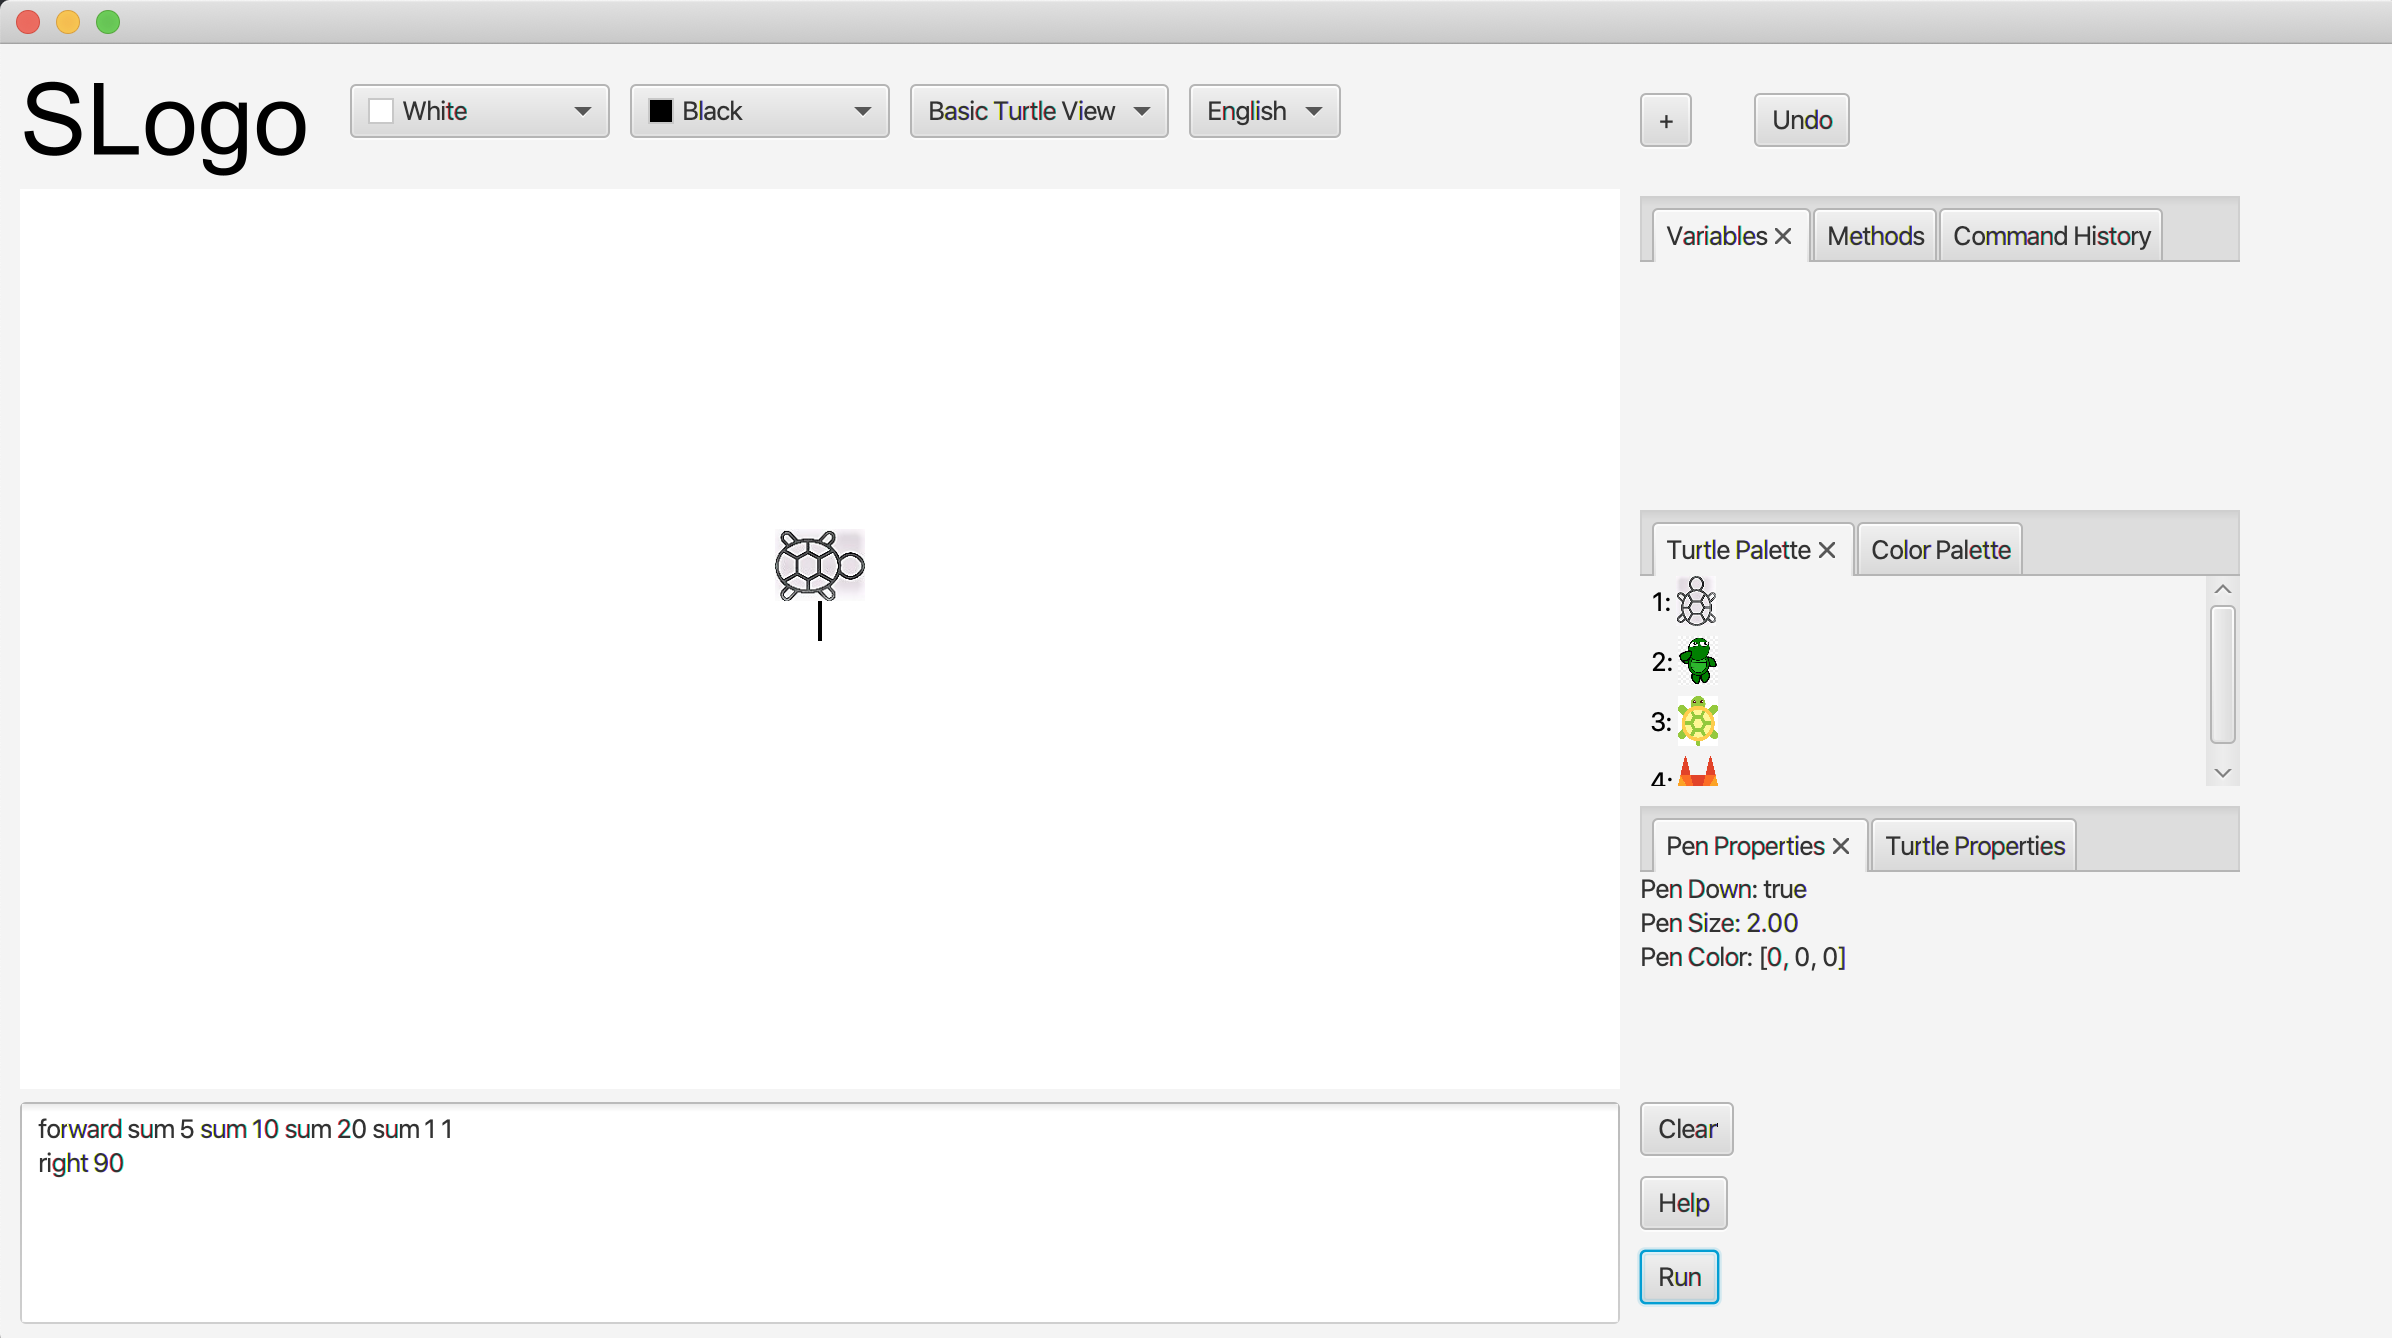 SLogo
White
Black
Basic Turtle View
English
+
Undo
Variables
Methods
Command History
Turtle Palette
Color Palette
1:
2:
3:
4:
Pen Properties
Turtle Properties
Pen Down: true
Pen Size: 2.00
Pen Color: [0, 0, 0]
forward sum 5 sum 10 sum 20 sum 1 1
right 90
Clear
Help
Run